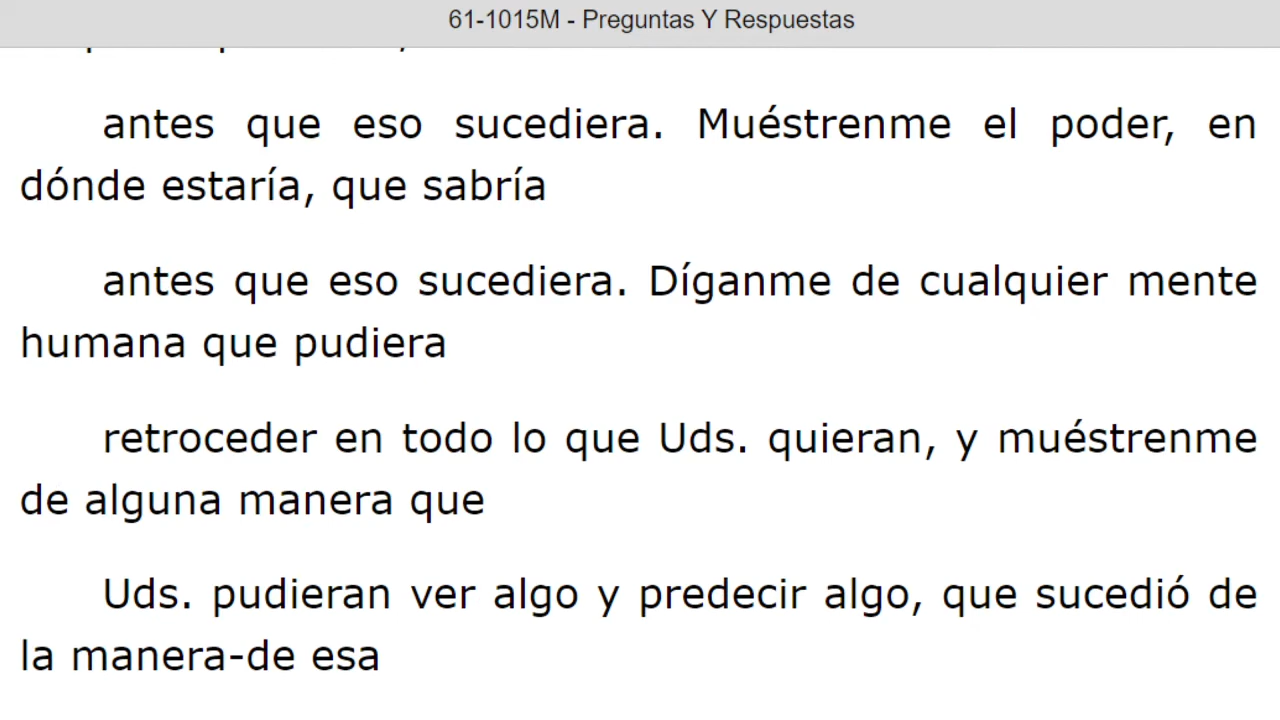 61-1015M - Preguntas Y Respuestas
antes que eso sucediera. Muéstrenme el poder, en
dónde estaría, que sabría
antes que eso sucediera. Díganme de cualquier mente
humana que pudiera
retroceder en todo lo que Uds. quieran, y muéstrenme
de alguna manera que
Uds. pudieran ver algo y predecir algo, que sucedió de
la manera-de esa